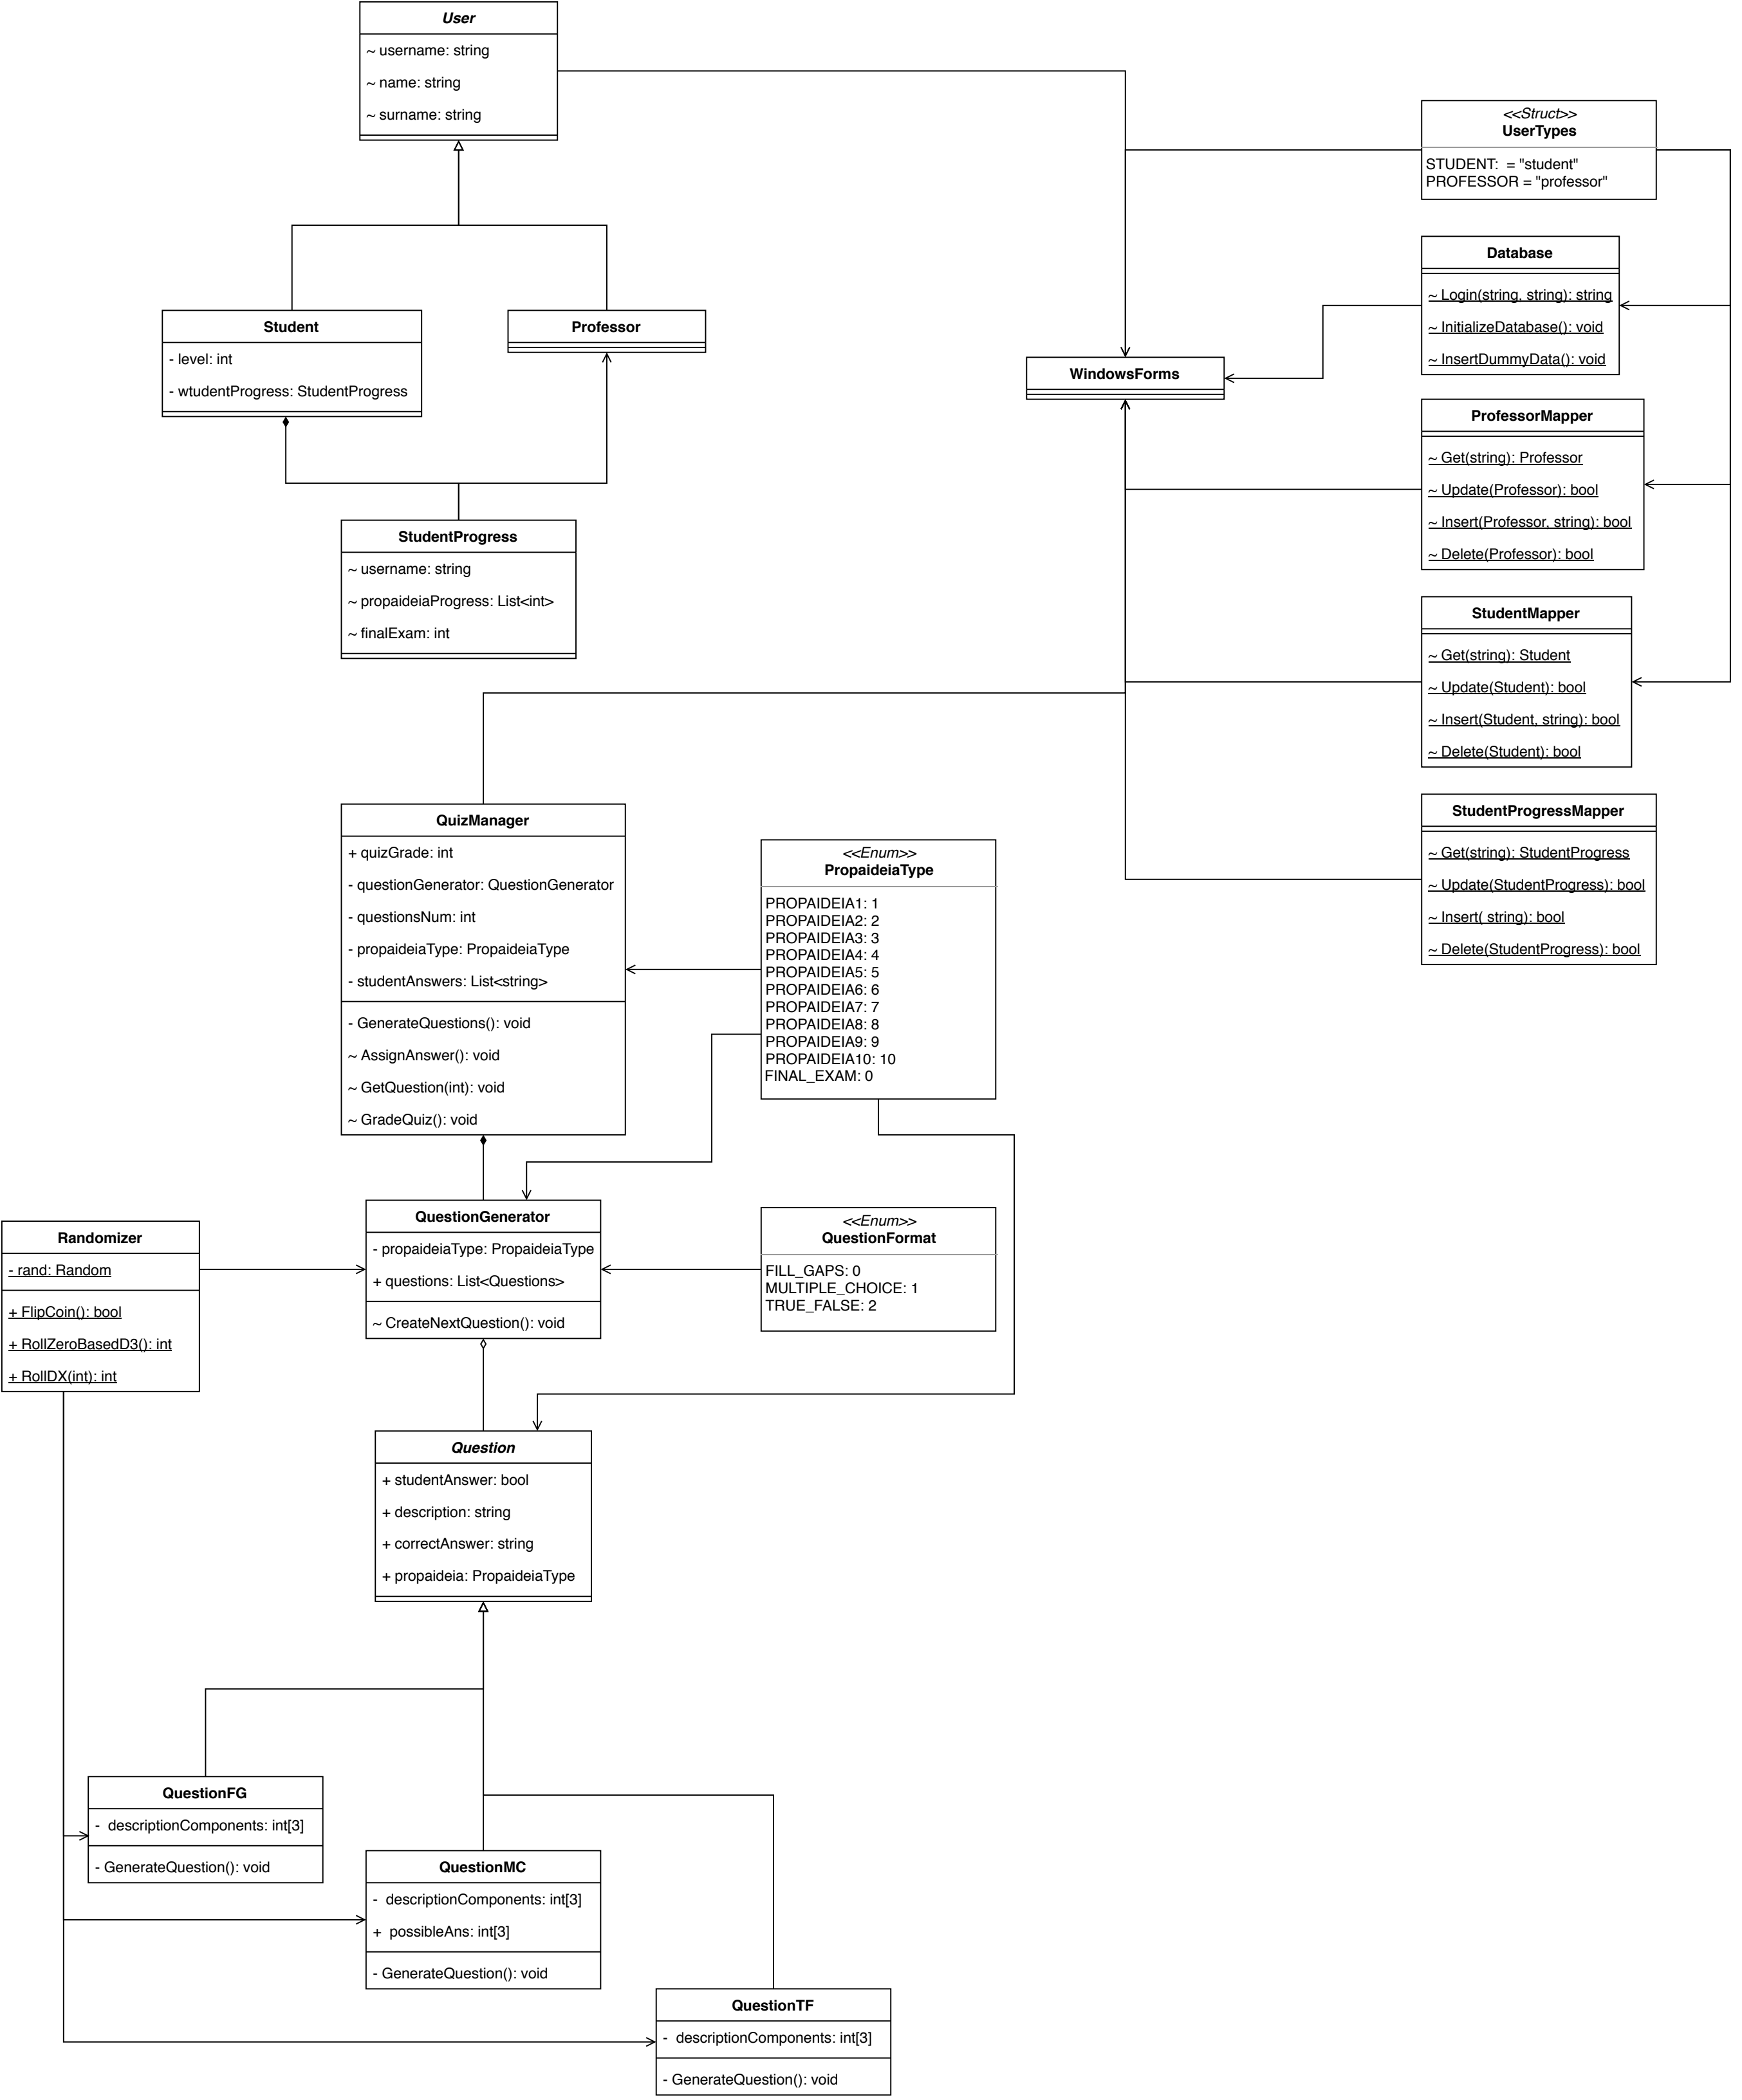 User
~ username: string
~ name: string
~ surname: string
<<Struct>>
UserTypes
STUDENT:  = "student"
PROFESSOR = "professor"
Database
~ Login(string, string): string
~ InitializeDatabase(): void
~ InsertDummyData(): void
Student
- level: int
- wtudentProgress: StudentProgress
Professor
WindowsForms
ProfessorMapper
~ Get(string): Professor
~ Update(Professor): bool
~ Insert(Professor, string): bool
~ Delete(Professor): bool
StudentProgress
~ username: string
~ propaideiaProgress: List<int>
~ finalExam: int
StudentMapper
~ Get(string): Student
~ Update(Student): bool
~ Insert(Student, string): bool
~ Delete(Student): bool
StudentProgressMapper
~ Get(string): StudentProgress
~ Update(StudentProgress): bool
~ Insert( string): bool
~ Delete(StudentProgress): bool
QuizManager
+ quizGrade: int
- questionGenerator: QuestionGenerator
- questionsNum: int
- propaideiaType: PropaideiaType
- studentAnswers: List<string>
- GenerateQuestions(): void
~ AssignAnswer(): void
~ GetQuestion(int): void
~ GradeQuiz(): void
<<Enum>>
PropaideiaType
PROPAIDEIA1: 1
PROPAIDEIA2: 2
PROPAIDEIA3: 3
PROPAIDEIA4: 4
PROPAIDEIA5: 5
PROPAIDEIA6: 6
PROPAIDEIA7: 7
PROPAIDEIA8: 8
PROPAIDEIA9: 9
PROPAIDEIA10: 10
FINAL_EXAM: 0
Randomizer
- rand: Random
+ FlipCoin(): bool
+ RollZeroBasedD3(): int
+ RollDX(int): int
QuestionGenerator
- propaideiaType: PropaideiaType
+ questions: List<Questions>
~ CreateNextQuestion(): void
<<Enum>>
QuestionFormat
FILL_GAPS: 0
MULTIPLE_CHOICE: 1
TRUE_FALSE: 2
Question
+ studentAnswer: bool
+ description: string
+ correctAnswer: string
+ propaideia: PropaideiaType
QuestionFG
-  descriptionComponents: int[3]
- GenerateQuestion(): void
QuestionMC
-  descriptionComponents: int[3]
+  possibleAns: int[3]
- GenerateQuestion(): void
QuestionTF
-  descriptionComponents: int[3]
- GenerateQuestion(): void